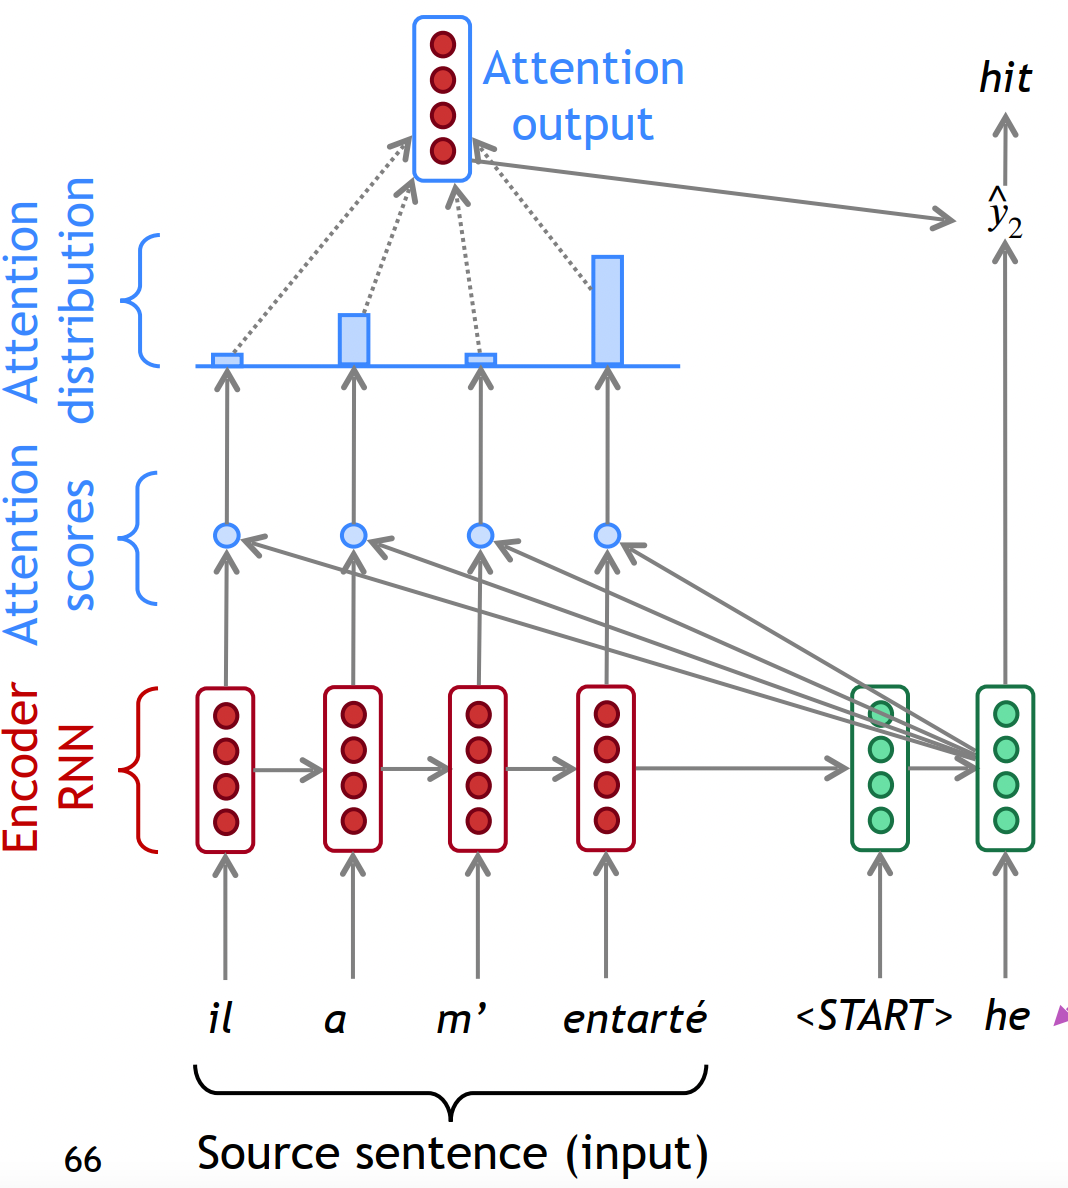 Attention
output
hit
ŷ2
Attention
distribution
Attention
scores
Encoder
RNN
il a m’ entarté <START> he
Source sentence (input)
66